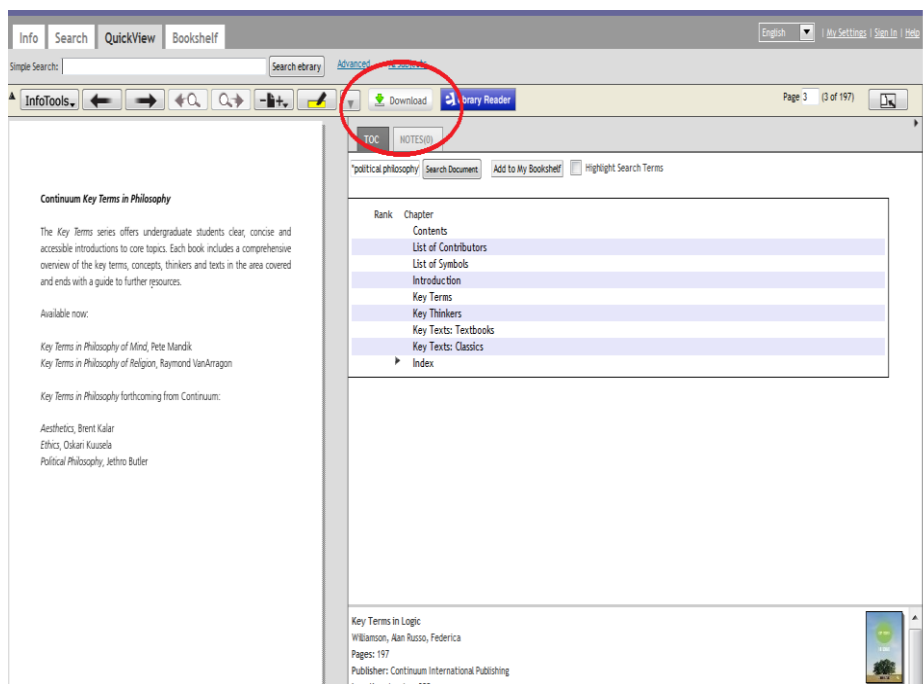 Info Search QuickView Bookshelf
English | My Settings | Sign In | Help
Simple Search: Search ebrary Advanced
InfoTools Download ebrary Reader Page 3 (3 of 197)
TOC NOTES(0)
"political philosophy' Search Document Add to My Bookshelf Highlight Search Terms
Continuum Key Terms in Philosophy
The Key Terms series offers undergraduate students clear, concise and
accessible introductions to core topics. Each book includes a comprehensive
overview of the key terms, concepts, thinkers and texts in the area covered
and ends with a guide to further resources.
Available now:
Key Terms in Philosophy of Mind, Pete Mandik
Key Terms in Philosophy of Religion, Raymond VanArragon
Key Terms in Philosophy forthcoming from Continuum:
Aesthetics, Brent Kalar
Ethics, Oskari Kuusela
Political Philosophy, Jethro Butler
Rank Chapter
Contents
List of Contributors
List of Symbols
Introduction
Key Terms
Key Thinkers
Key Texts: Textbooks
Key Texts: Classics
Index
Key Terms in Logic
Williamson, Alan Russo, Federica
Pages: 197
Publisher: Continuum International Publishing